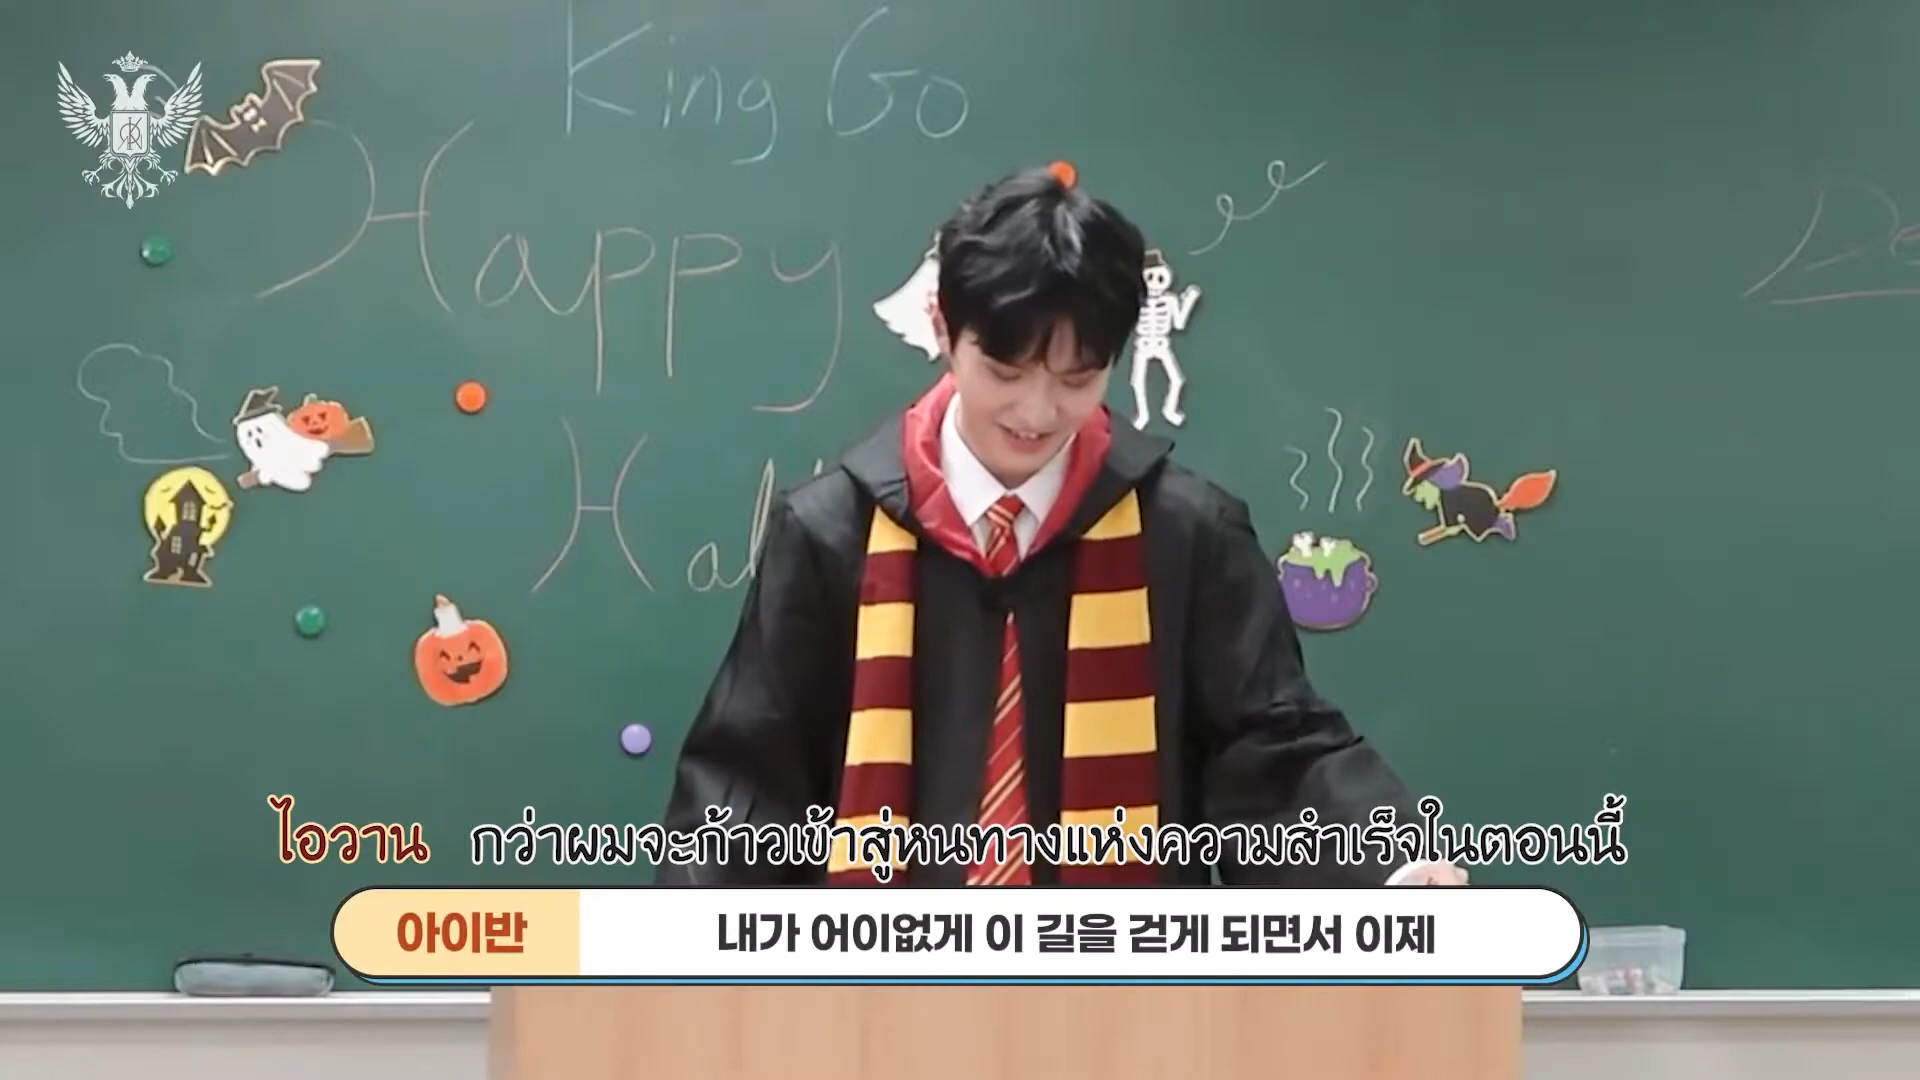 King Go
Happy
Hal
ไอวาน กว่าผมจะก้าวเข้าสู่หนทางแห่งความสำเร็จในตอนนี้
아이반 내가 어이없게 이 길을 걷게 되면서 이제